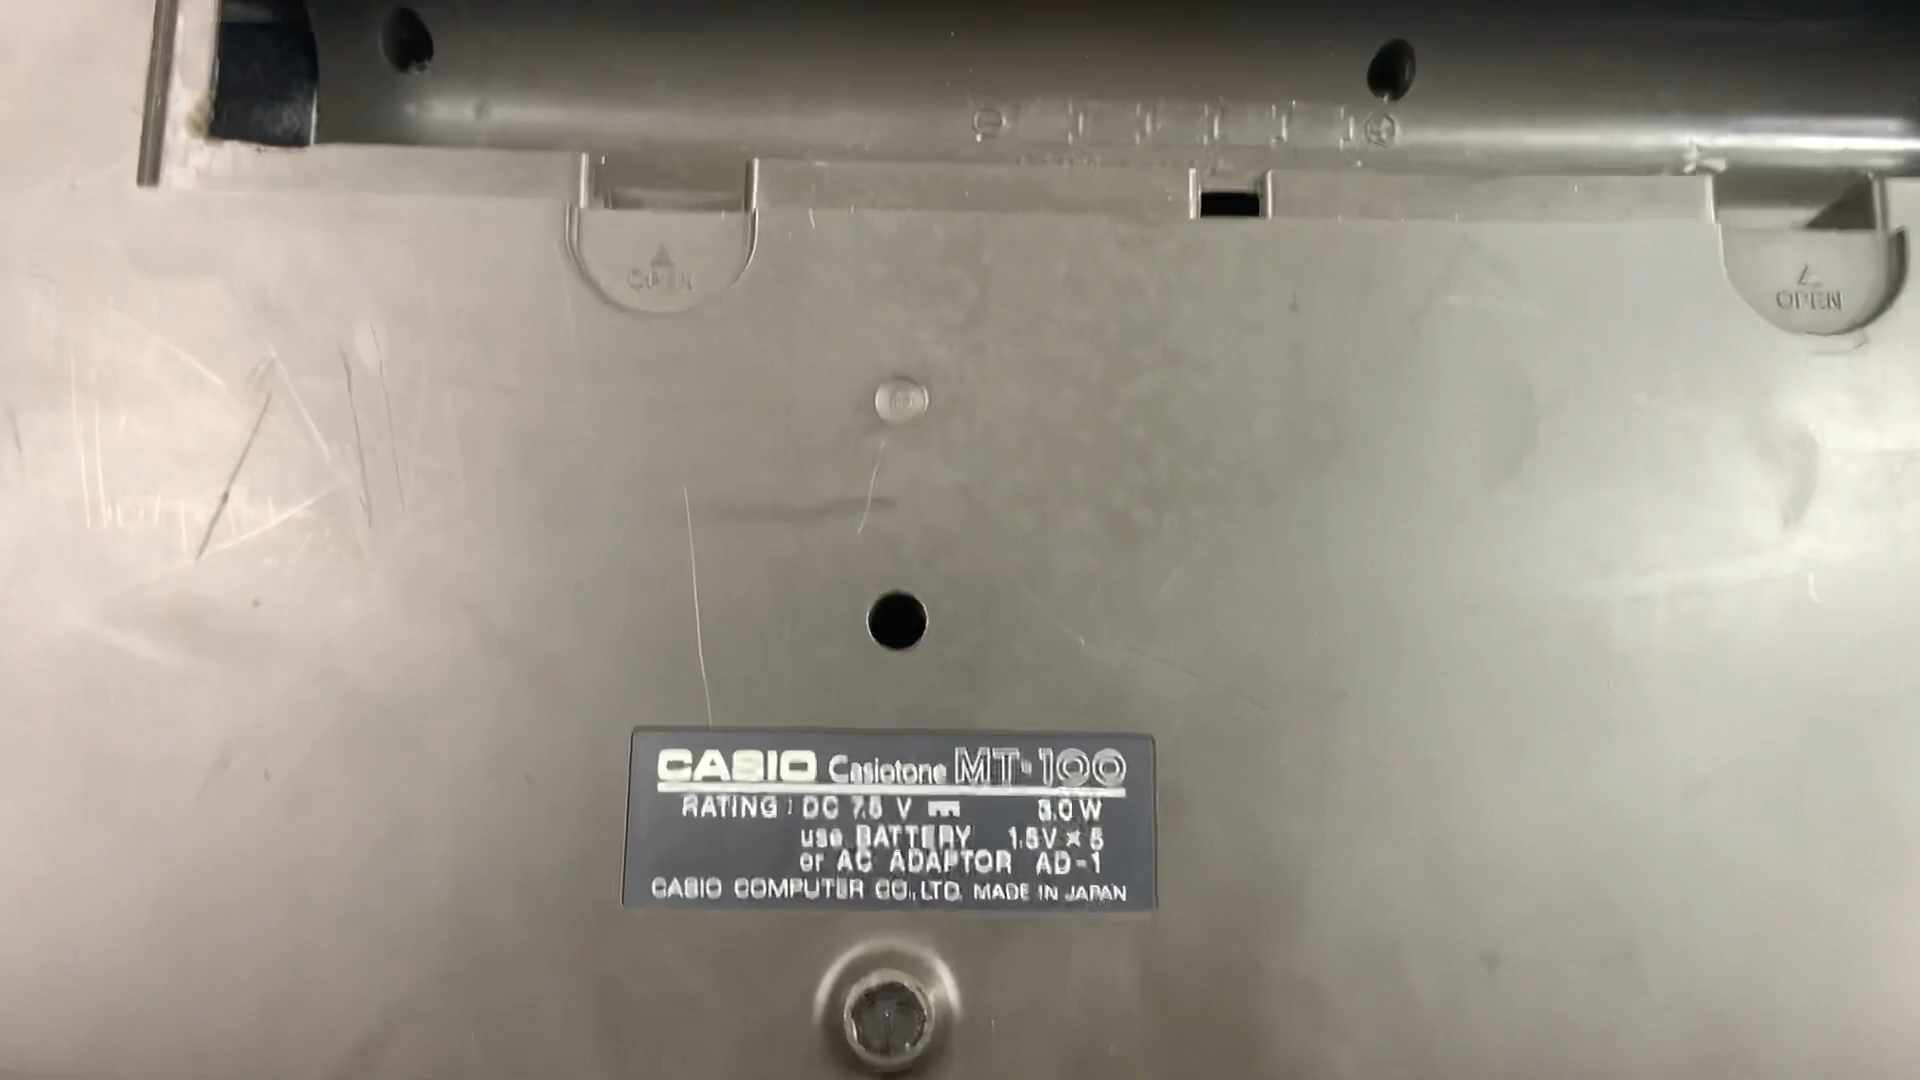 OPEN
OPEN
CASIO Casiotone MT-100
RATING : DC 7.5 V 8.0 W
use BATTERY 1.5V × 5
or AC ADAPTOR AD-1
CASIO COMPUTER CO., LTD. MADE IN JAPAN